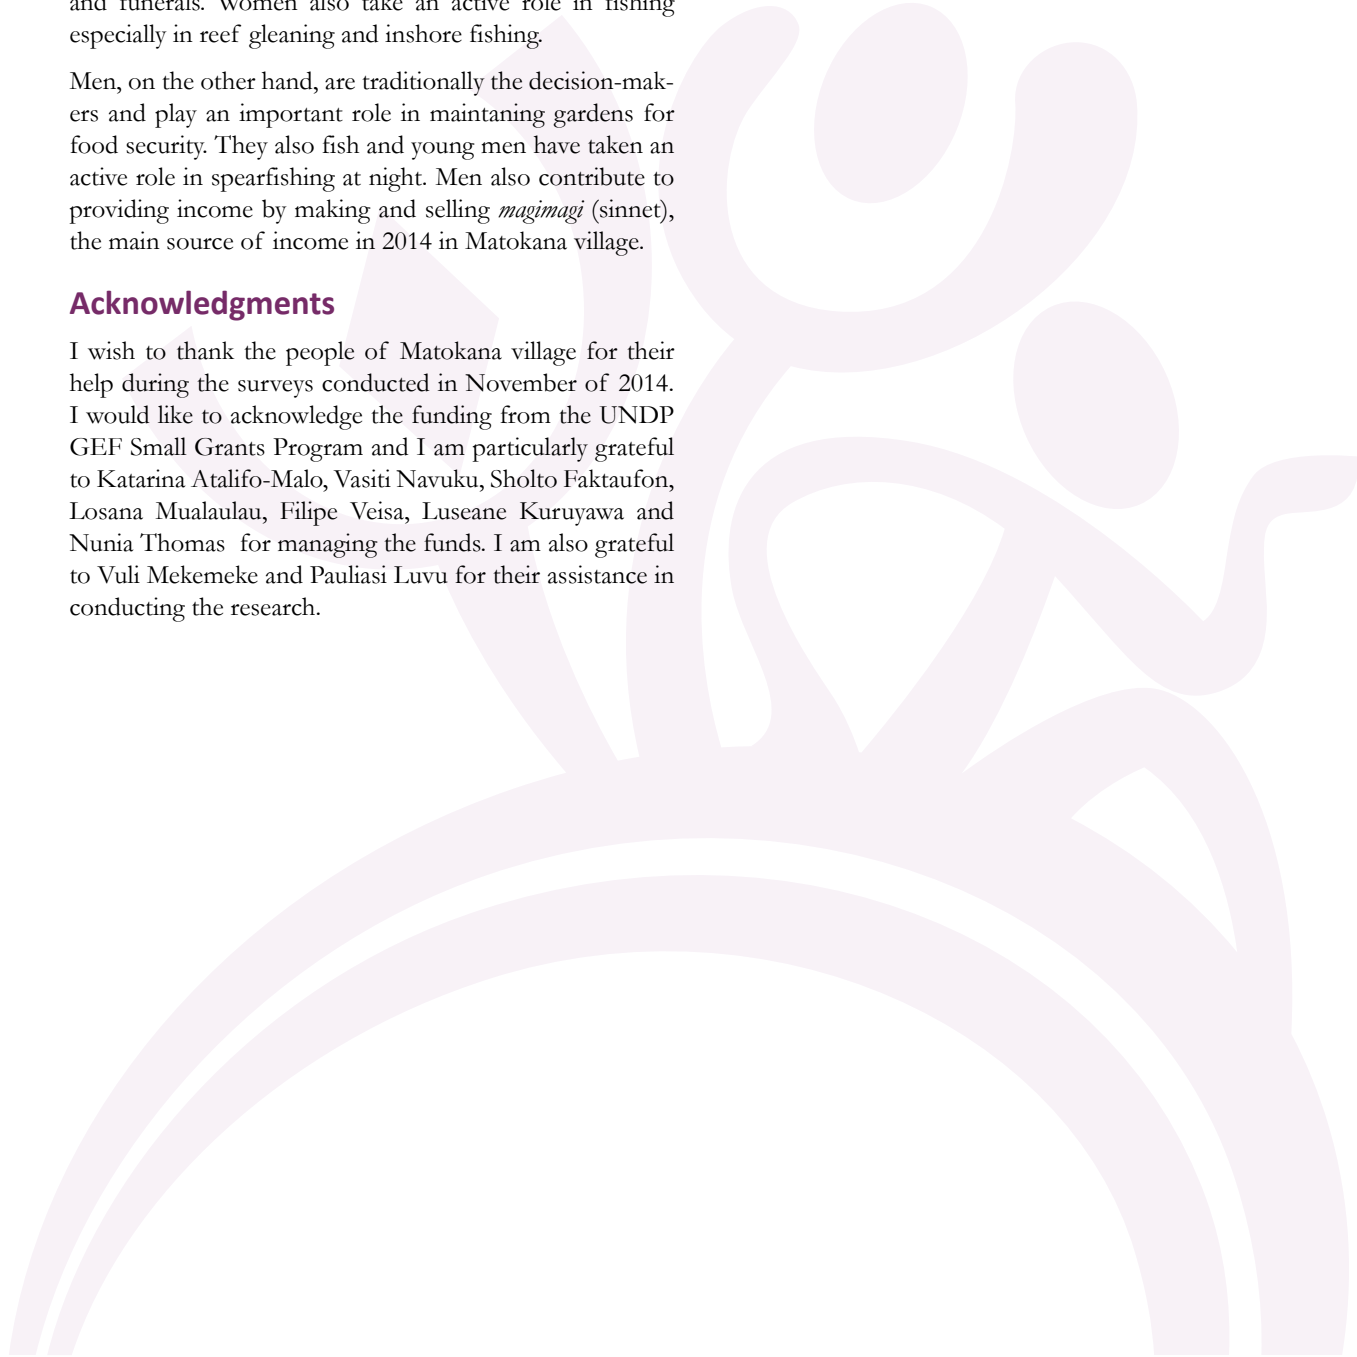 and funerals. Women also take an active role in fishing
especially in reef gleaning and inshore fishing.
Men, on the other hand, are traditionally the decision-mak-
ers and play an important role in maintaning gardens for
food security. They also fish and young men have taken an
active role in spearfishing at night. Men also contribute to
providing income by making and selling magimagi (sinnet),
the main source of income in 2014 in Matokana village.
Acknowledgments
I wish to thank the people of Matokana village for their
help during the surveys conducted in November of 2014.
I would like to acknowledge the funding from the UNDP
GEF Small Grants Program and I am particularly grateful
to Katarina Atalifo-Malo, Vasiti Navuku, Sholto Faktaufon,
Losana Mualaulau, Filipe Veisa, Luseane Kuruyawa and
Nunia Thomas for managing the funds. I am also grateful
to Vuli Mekemeke and Pauliasi Luvu for their assistance in
conducting the research.